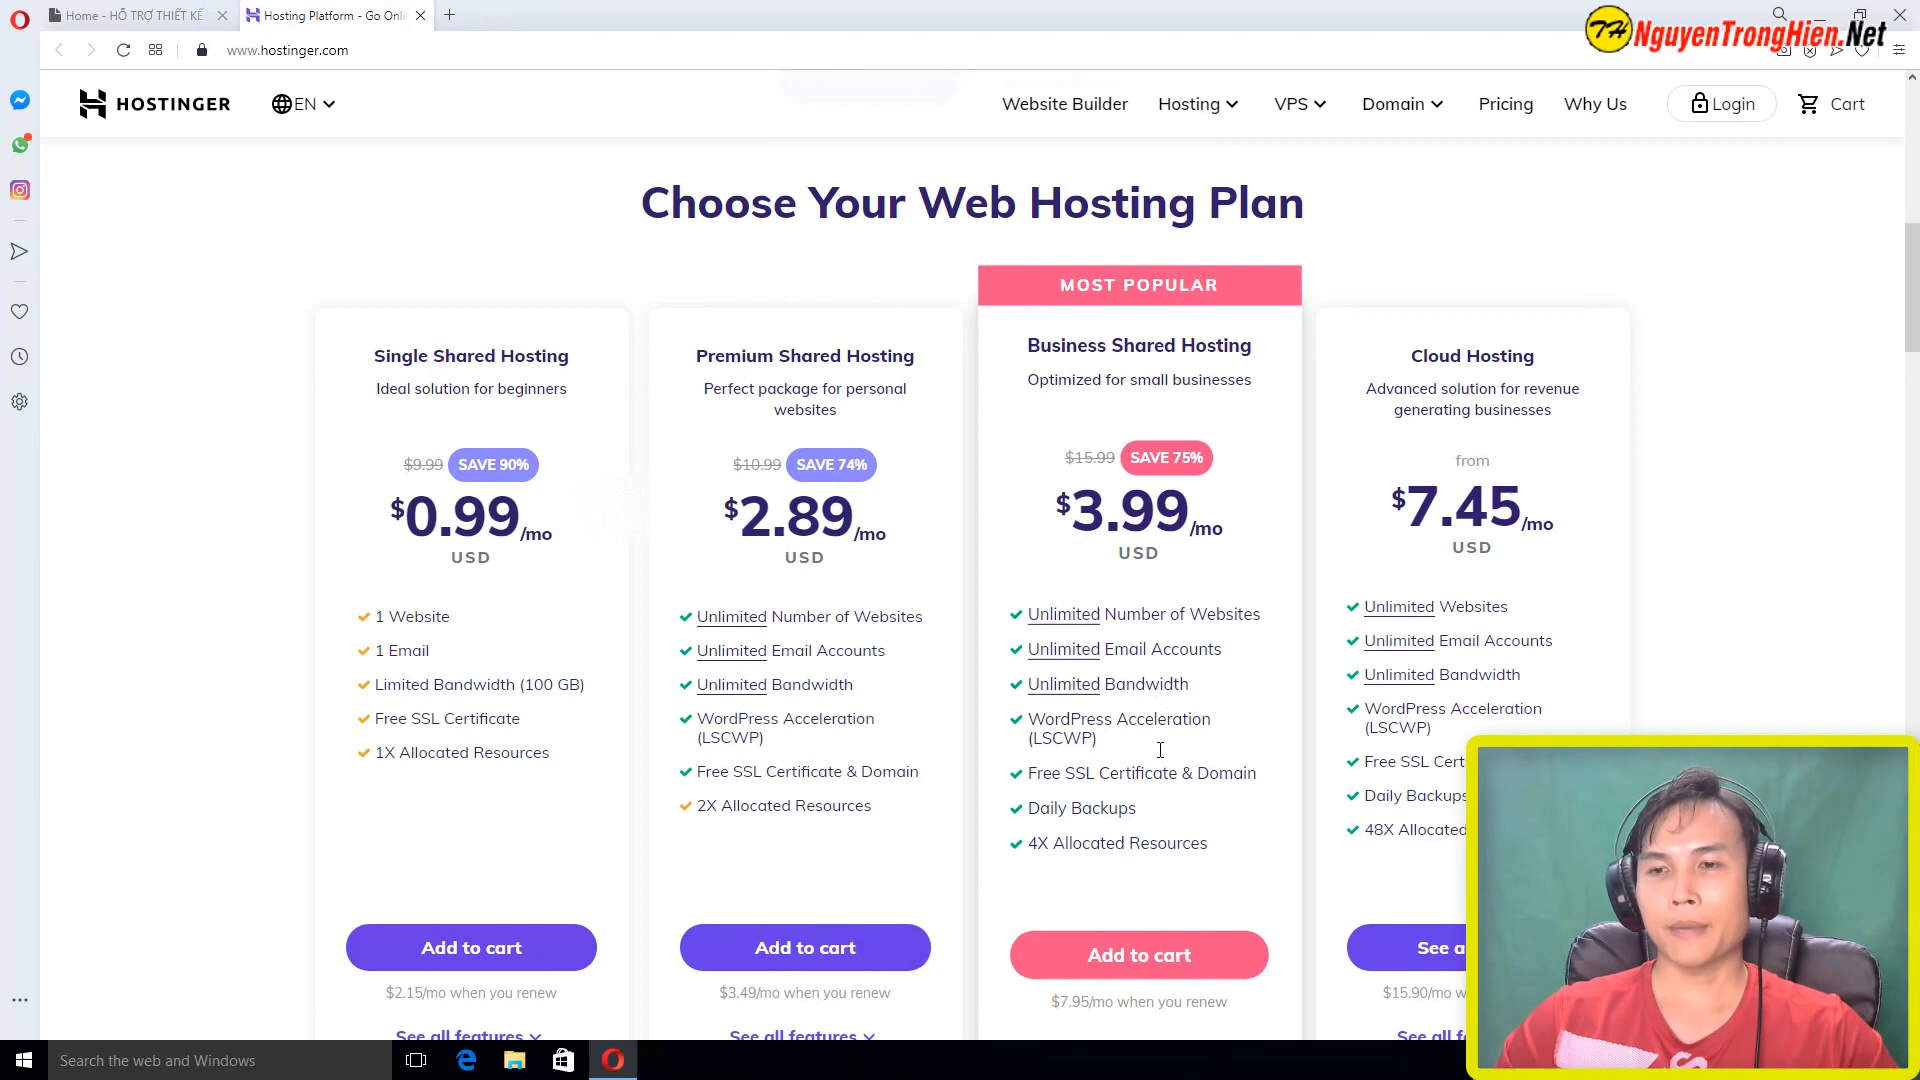 Home - HỖ TRỢ THIẾT KẾ
Hosting Platform - Go Onli
NguyenTrongHien.Net
www.hostinger.com
HOSTINGER
EN
Website Builder
Hosting
VPS
Domain
Pricing
Why Us
Login
Cart
Choose Your Web Hosting Plan
MOST POPULAR
Single Shared Hosting
Ideal solution for beginners
$9.99 SAVE 90%
$0.99/mo
USD
1 Website
1 Email
Limited Bandwidth (100 GB)
Free SSL Certificate
1X Allocated Resources
Add to cart
$2.15/mo when you renew
See all features
Premium Shared Hosting
Perfect package for personal
websites
$10.99 SAVE 74%
$2.89/mo
USD
Unlimited Number of Websites
Unlimited Email Accounts
Unlimited Bandwidth
WordPress Acceleration
(LSCWP)
Free SSL Certificate & Domain
2X Allocated Resources
Add to cart
$3.49/mo when you renew
See all features
Business Shared Hosting
Optimized for small businesses
$15.99 SAVE 75%
$3.99/mo
USD
Unlimited Number of Websites
Unlimited Email Accounts
Unlimited Bandwidth
WordPress Acceleration
(LSCWP)
Free SSL Certificate & Domain
Daily Backups
4X Allocated Resources
Add to cart
$7.95/mo when you renew
Cloud Hosting
Advanced solution for revenue
generating businesses
from
$7.45/mo
USD
Unlimited Websites
Unlimited Email Accounts
Unlimited Bandwidth
WordPress Acceleration
(LSCWP)
Free SSL Cert
Daily Backups
48X Allocated
See a
$15.90/mo w
See all f
Search the web and Windows